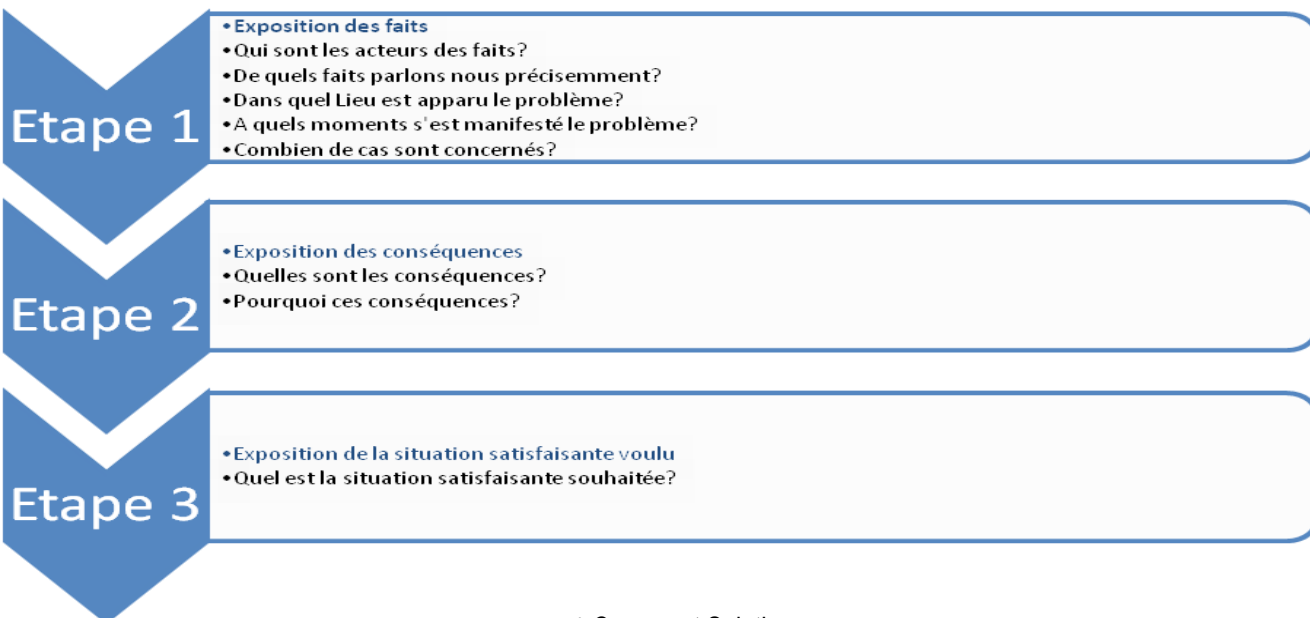 • Exposition des faits
• Qui sont les acteurs des faits?
• De quels faits parlons nous précisemment?
• Dans quel Lieu est apparu le problème?
• A quels moments s'est manifesté le problème?
• Combien de cas sont concernés?
Etape 1
• Exposition des conséquences
• Quelles sont les conséquences?
• Pourquoi ces conséquences?
Etape 2
• Exposition de la situation satisfaisante voulu
• Quel est la situation satisfaisante souhaitée?
Etape 3